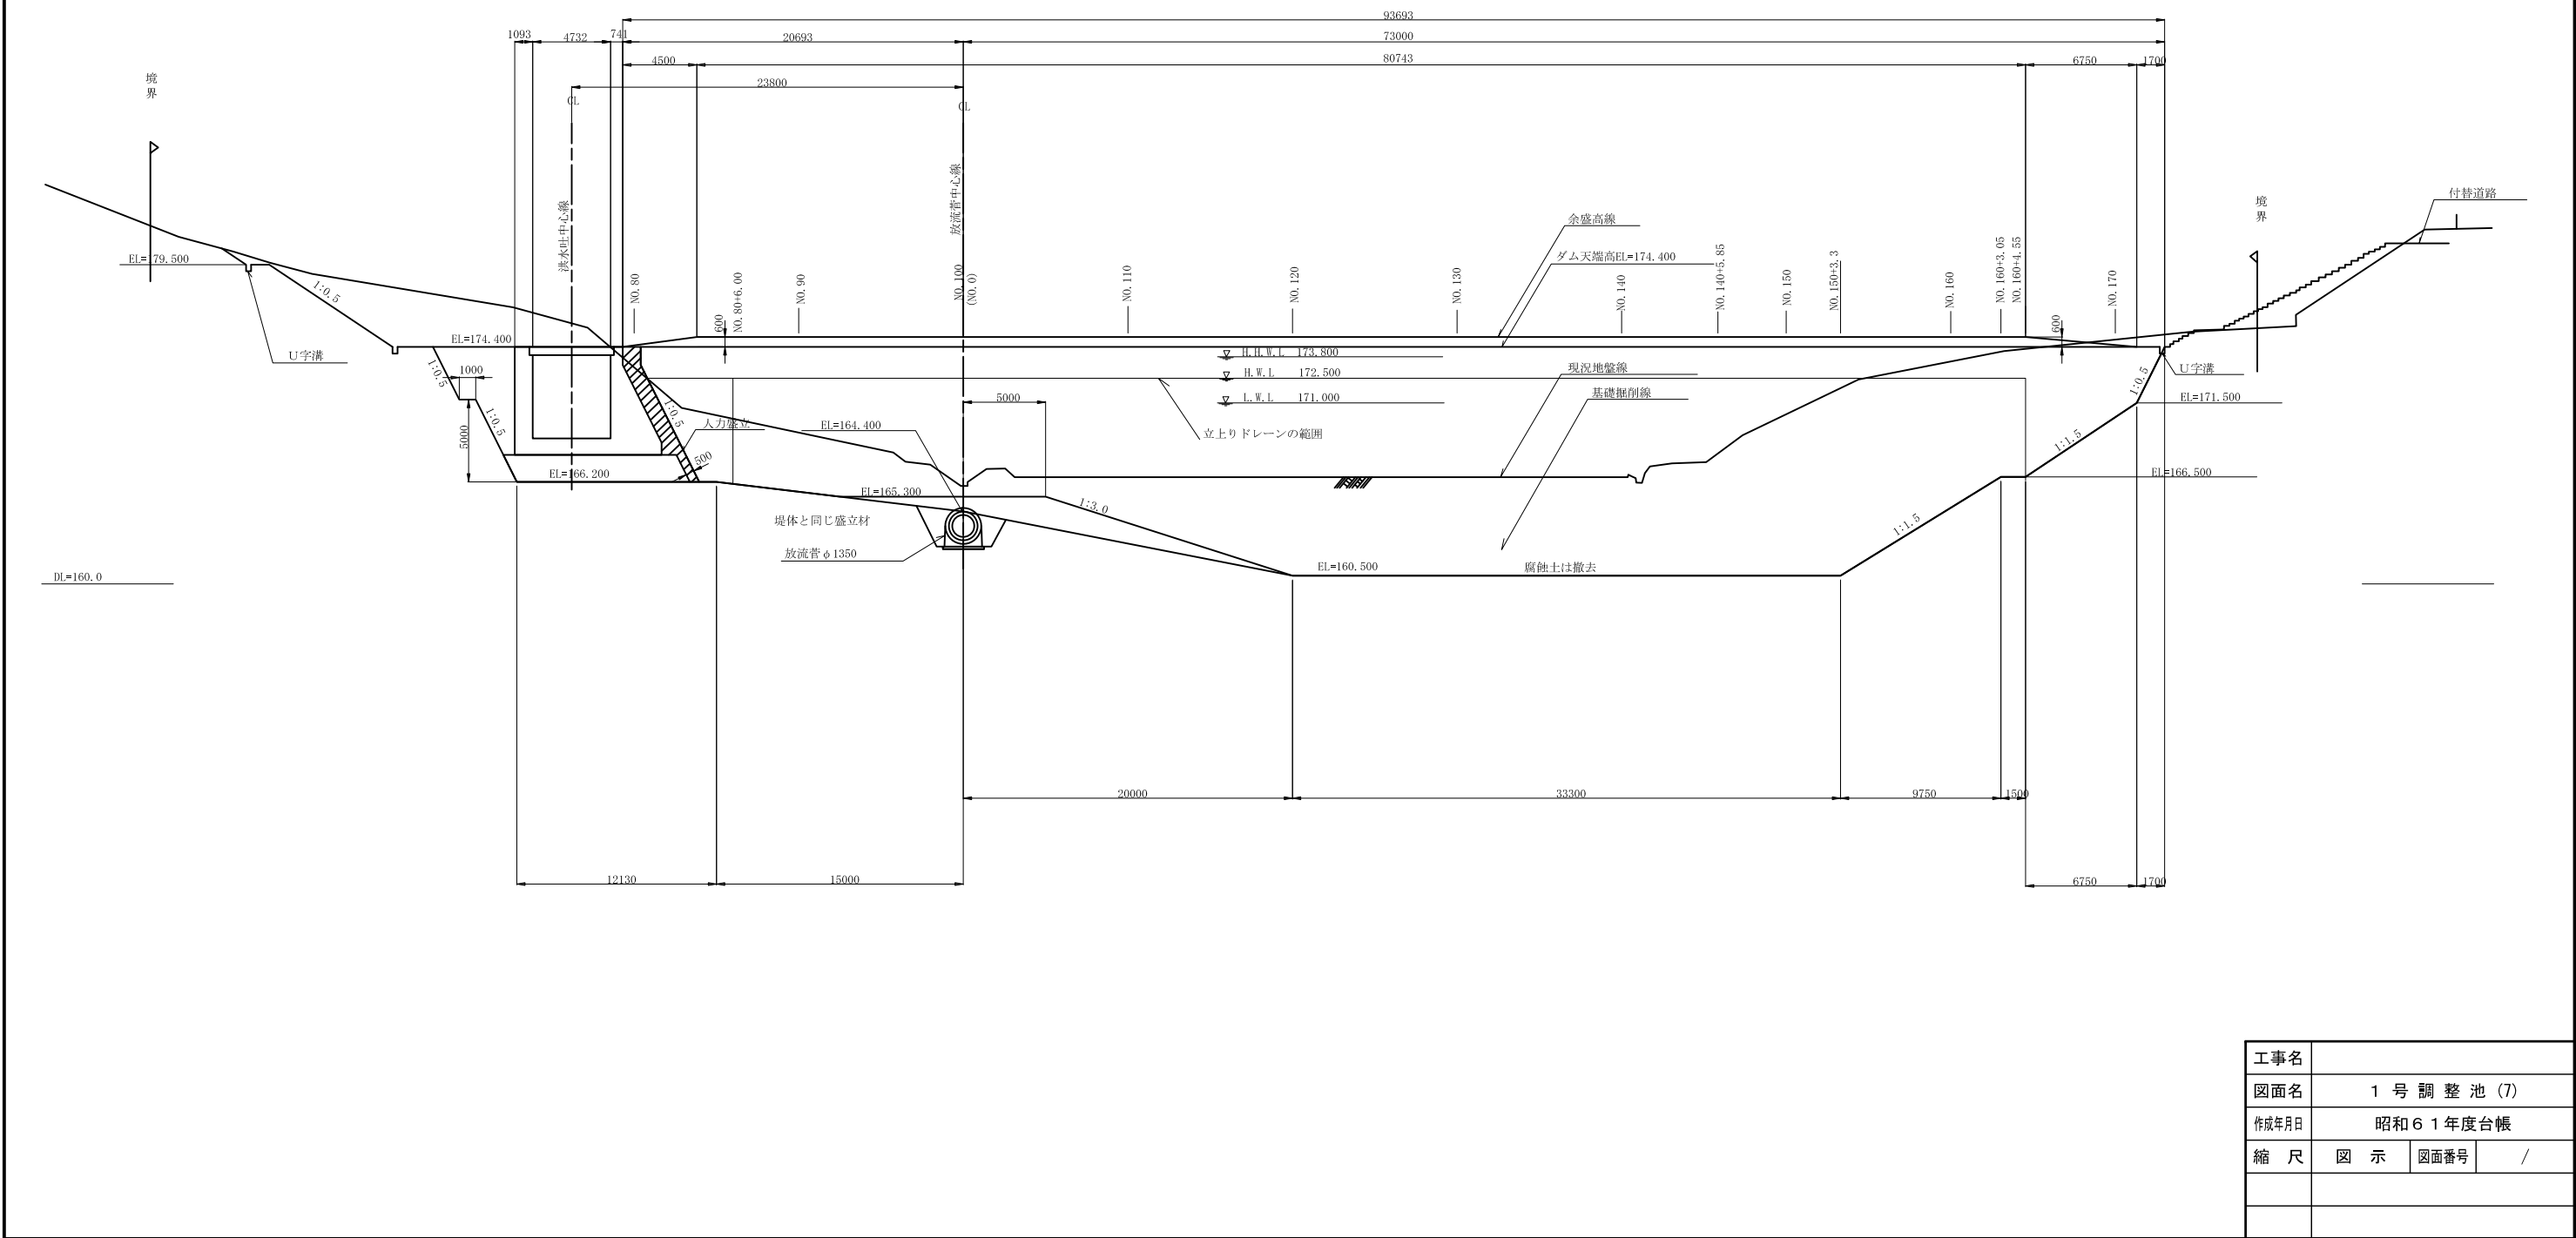 93693
1093
4732
741
20693
73000
4500
80743
6750
1700
23800
CL
CL
境界
洪水吐中心線
放流菅中心線
境界
付替道路
余盛高線
ダム天端高EL=174.400
EL=179.500
1:0.5
U字溝
NO.80
NO.80+6.00
NO.90
NO.100
(NO.0)
NO.110
NO.120
NO.130
NO.140
NO.140+5.85
NO.150
NO.150+3.3
NO.160
NO.160+3.05
NO.160+4.55
NO.170
600
600
EL=174.400
1:0.5
1000
1:0.5
5000
H.H.W.L 173.800
H.W.L 172.500
L.W.L 171.000
現況地盤線
基礎掘削線
U字溝
1:0.5
EL=171.500
5000
1:0.5
人力盛立
EL=164.400
立上りドレーンの範囲
1:1.5
500
EL=166.200
EL=166.500
EL=165.300
1:3.0
1:1.5
堤体と同じ盛立材
放流菅φ1350
EL=160.500
腐蝕土は撤去
DL=160.0
20000
33300
9750
1500
12130
15000
6750
1700
工事名
図面名 1号調整池(7)
作成年月日 昭和61年度台帳
縮尺 図示 図面番号 /